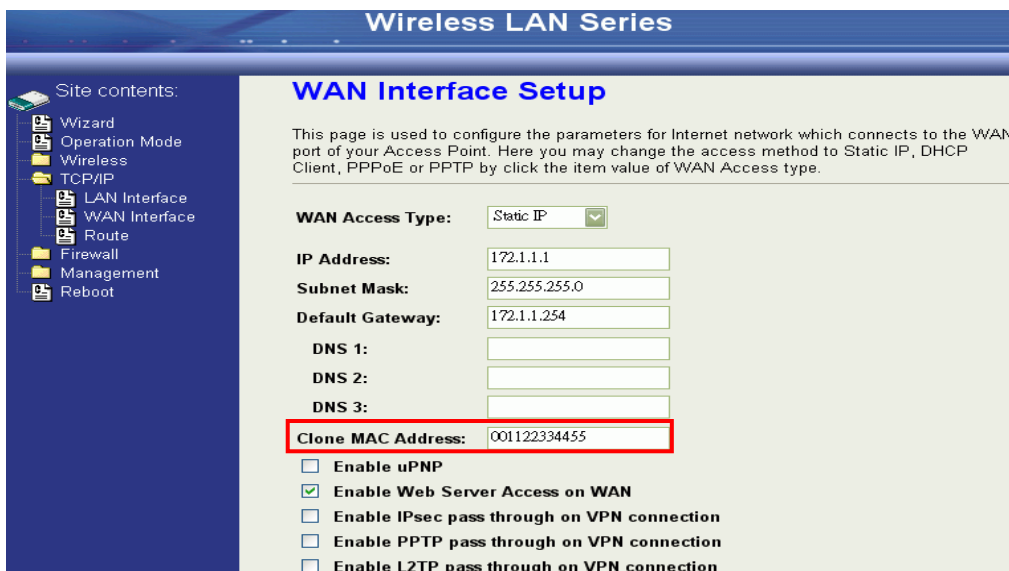 Wireless LAN Series
Site contents:
Wizard
Operation Mode
Wireless
TCP/IP
LAN Interface
WAN Interface
Route
Firewall
Management
Reboot
WAN Interface Setup
This page is used to configure the parameters for Internet network which connects to the WAN
port of your Access Point. Here you may change the access method to Static IP, DHCP
Client, PPPoE or PPTP by click the item value of WAN Access type.
WAN Access Type: Static IP
IP Address: 172.1.1.1
Subnet Mask: 255.255.255.0
Default Gateway: 172.1.1.254
DNS 1:
DNS 2:
DNS 3:
Clone MAC Address: 001122334455
Enable uPNP
Enable Web Server Access on WAN
Enable IPsec pass through on VPN connection
Enable PPTP pass through on VPN connection
Enable L2TP pass through on VPN connection